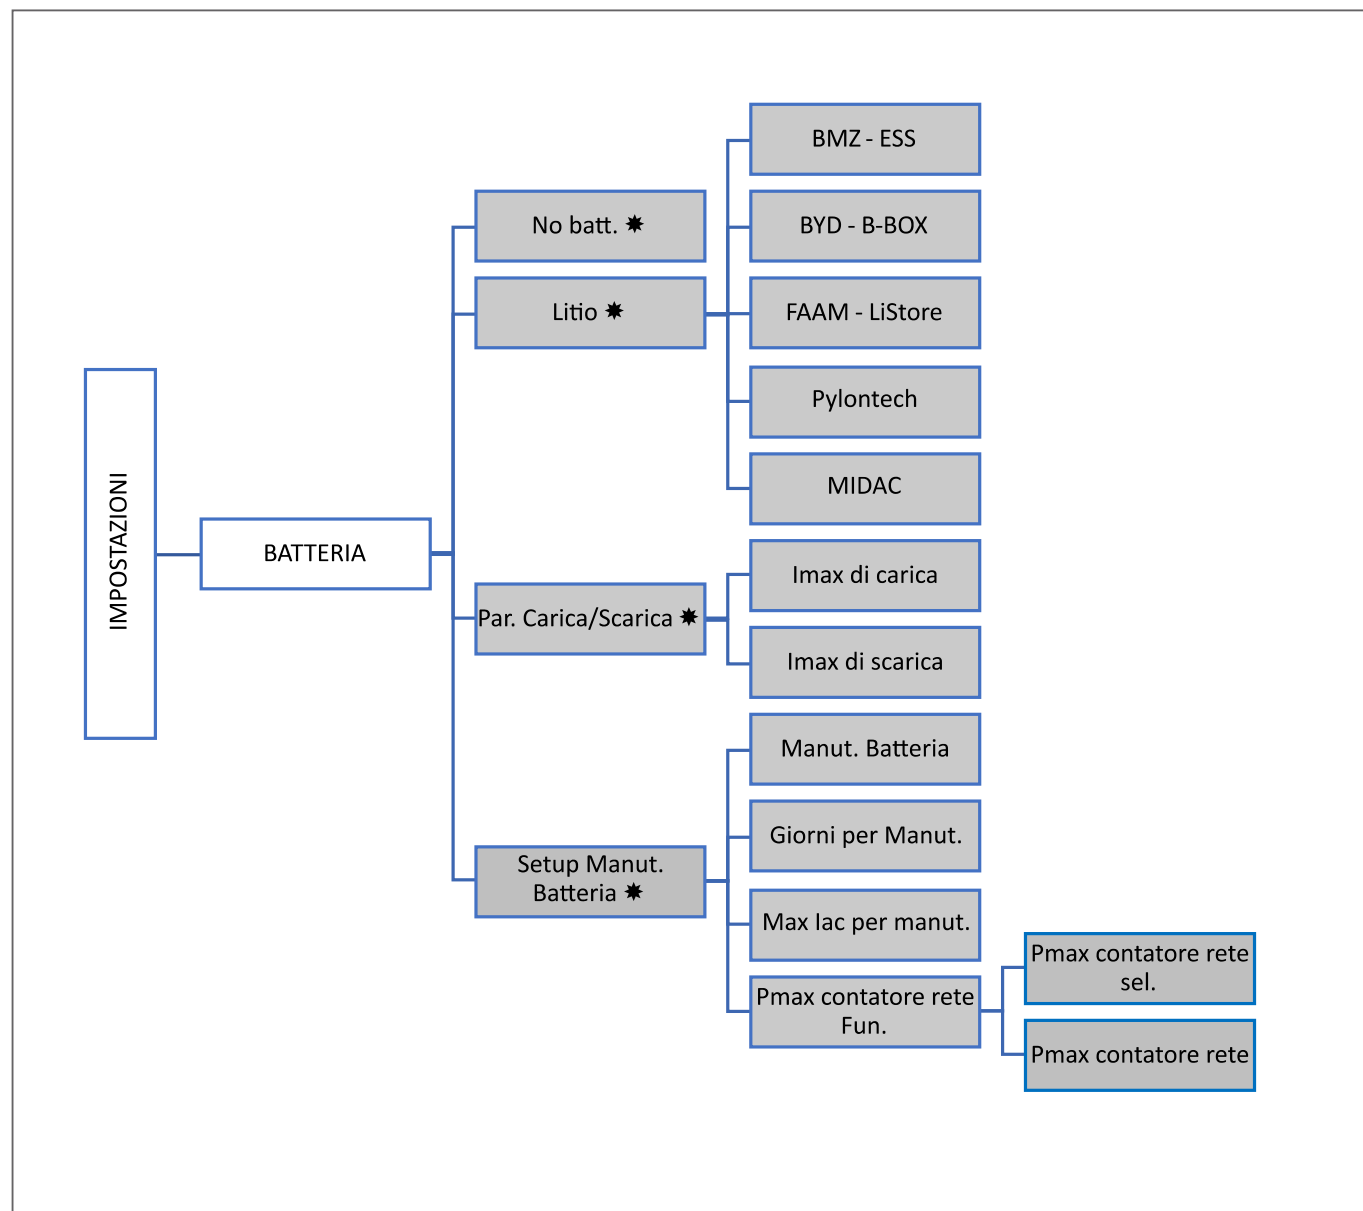 IMPOSTAZIONI
BATTERIA
No batt. ✸
Litio ✸
BMZ - ESS
BYD - B-BOX
FAAM - LiStore
Pylontech
MIDAC
Par. Carica/Scarica ✸
Imax di carica
Imax di scarica
Setup Manut.
Batteria ✸
Manut. Batteria
Giorni per Manut.
Max Iac per manut.
Pmax contatore rete
Fun.
Pmax contatore rete
sel.
Pmax contatore rete